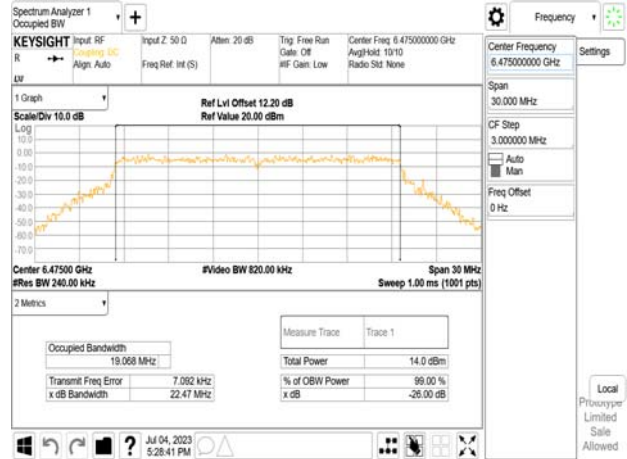 Spectrum Analyzer 1
Occupied BW
KEYSIGHT
R
Input: RF
Coupling: DC
Align: Auto
Input Z: 50 Ω
Freq Ref: Int (S)
Atten: 20 dB
Trig: Free Run
Gate: Off
#IF Gain: Low
Center Freq: 6.475000000 GHz
Avg|Hold: 10/10
Radio Std: None
1 Graph
Scale/Div 10.0 dB
Ref Lvl Offset 12.20 dB
Ref Value 20.00 dBm
Log
10.0
0.00
-10.0
-20.0
-30.0
-40.0
-50.0
-60.0
-70.0
Center 6.47500 GHz
#Res BW 240.00 kHz
#Video BW 820.00 kHz
Span 30 MHz
Sweep 1.00 ms (1001 pts)
2 Metrics
Measure Trace Trace 1
Occupied Bandwidth
19.068 MHz
Total Power 14.0 dBm
Transmit Freq Error 7.092 kHz
% of OBW Power 99.00 %
x dB Bandwidth 22.47 MHz
x dB -26.00 dB
?
Jul 04, 2023
5:28:41 PM
Frequency
Settings
Center Frequency
6.475000000 GHz
Span
30.000 MHz
CF Step
3.000000 MHz
Auto
Man
Freq Offset
0 Hz
Local
Prototype
Limited
Sale
Allowed